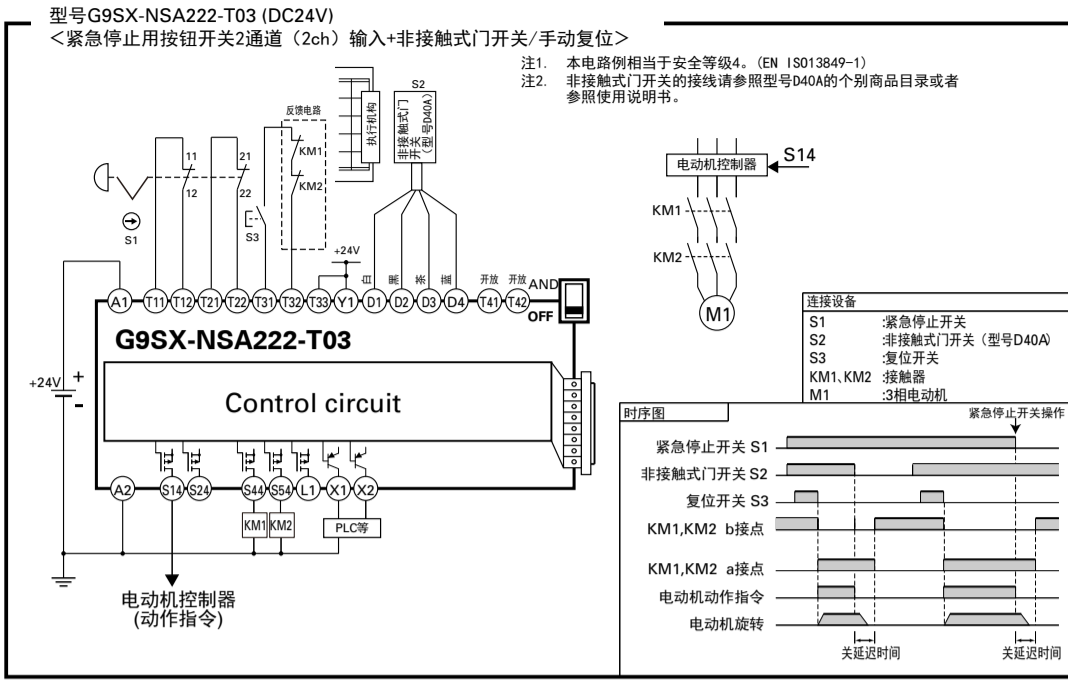 型号G9SX-NSA222-T03 (DC24V)
＜紧急停止用按钮开关2通道（2ch）输入+非接触式门开关/手动复位＞
注1. 本电路例相当于安全等级4。(EN ISO13849-1)
注2. 非接触式门开关的接线请参照型号D40A的个别商品目录或者
参照使用说明书。
反馈电路
执行机构
S2
非接触式门
开关
(型号D40A)
11
12
21
22
KM1
KM2
S1
S3
+24V
白
黑
茶
蓝
开放
开放
AND
OFF
A1
T11
T12
T21
T22
T31
T32
T33
Y1
D1
D2
D3
D4
T41
T42
G9SX-NSA222-T03
Control circuit
+24V
+
-
A2
S14
S24
S44
S54
L1
X1
X2
KM1
KM2
PLC等
电动机控制器
(动作指令)
电动机控制器
S14
KM1
KM2
M1
连接设备
S1 :紧急停止开关
S2 :非接触式门开关（型号D40A)
S3 :复位开关
KM1、KM2 :接触器
M1 :3相电动机
时序图
紧急停止开关操作
紧急停止开关 S1
非接触式门开关 S2
复位开关 S3
KM1,KM2 b接点
KM1,KM2 a接点
电动机动作指令
电动机旋转
关延迟时间
关延迟时间